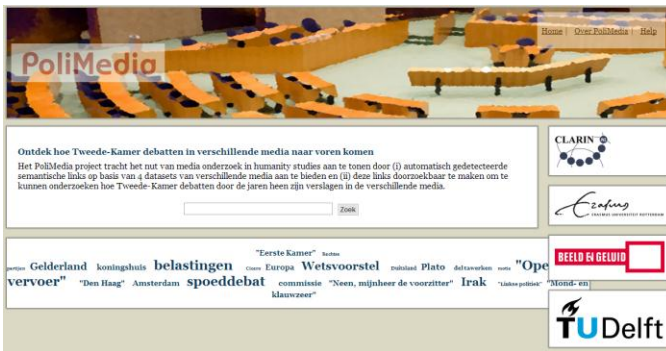 Home | Over PoliMedia | Help
PoliMedia
Ontdek hoe Tweede-Kamer debatten in verschillende media naar voren komen
Het PoliMedia project tracht het nut van media onderzoek in humanity studies aan te tonen door (i) automatisch gedetecteerde
semantische links op basis van 4 datasets van verschillende media aan te bieden en (ii) deze links doorzoekbaar te maken om te
kunnen onderzoeken hoe Tweede-Kamer debatten door de jaren heen zijn verslagen in de verschillende media.
Zoek
"Eerste Kamer" Rechten
partijen Gelderland koningshuis belastingen Europa Wetsvoorstel Duitsland Plato deltawerken "Ope
vervoer" "Den Haag" Amsterdam spoeddebat commissie "Neen, mijnheer de voorzitter" Irak "Linkse politiek" "Mond- en
klauwzeer"
CLARIN
Erasmus
ERASMUS UNIVERSITEIT ROTTERDAM
BEELD EN GELUID
TUDelft